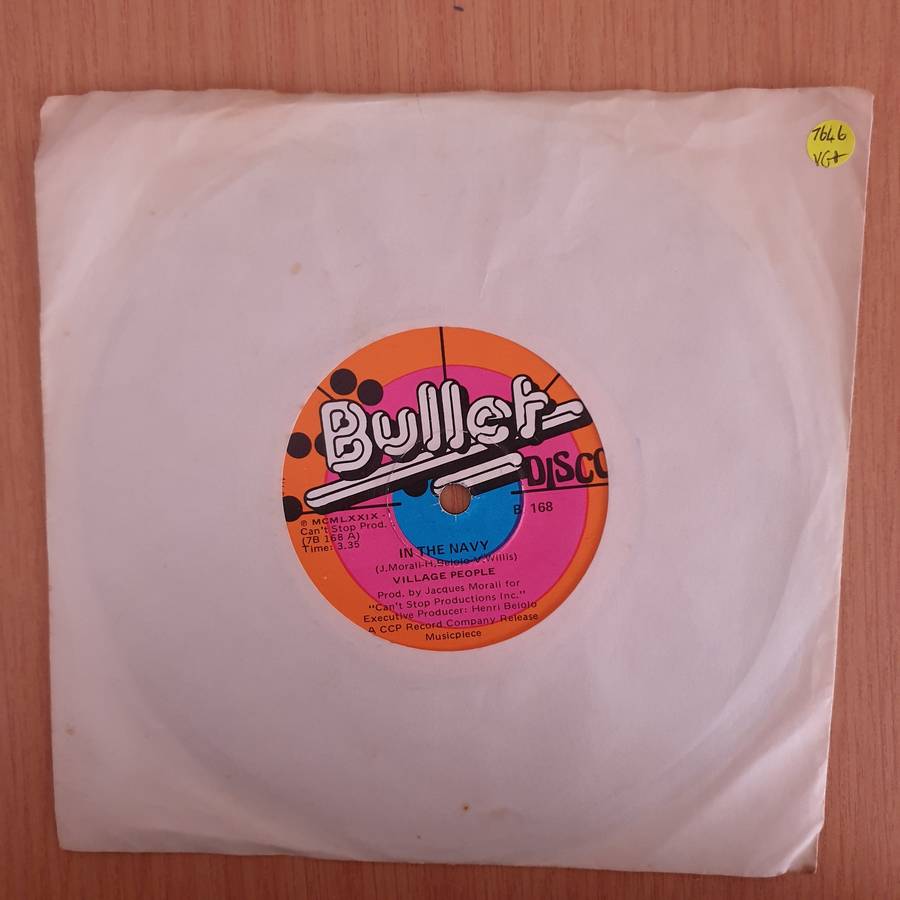 7646
VG+
Bullet
DISCO
B. 168
℗ MCMLXXIX -
Can't Stop Prod.
(7B 168 A)
Time: 3.35
IN THE NAVY
(J.Morali-H.Belolo-V.Willis)
VILLAGE PEOPLE
Prod. by Jacques Morali for
"Can't Stop Productions Inc."
Executive Producer: Henri Belolo
A CCP Record Company Release
Musicpiece